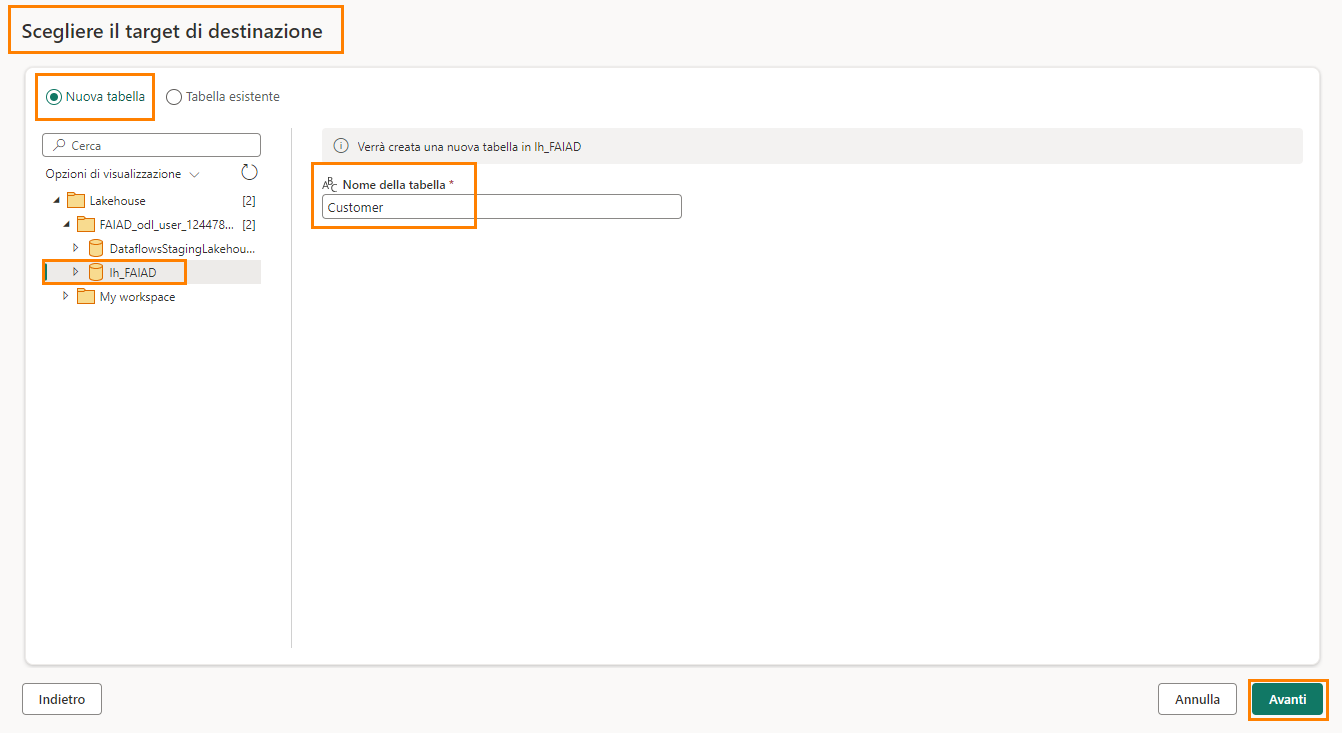 Scegliere il target di destinazione
Nuova tabella
Tabella esistente
Cerca
Opzioni di visualizzazione
Lakehouse [2]
FAIAD_odl_user_124478... [2]
DataflowsStagingLakehou...
lh_FAIAD
My workspace
Verrà creata una nuova tabella in lh_FAIAD
ABC Nome della tabella *
Customer
Indietro
Annulla
Avanti